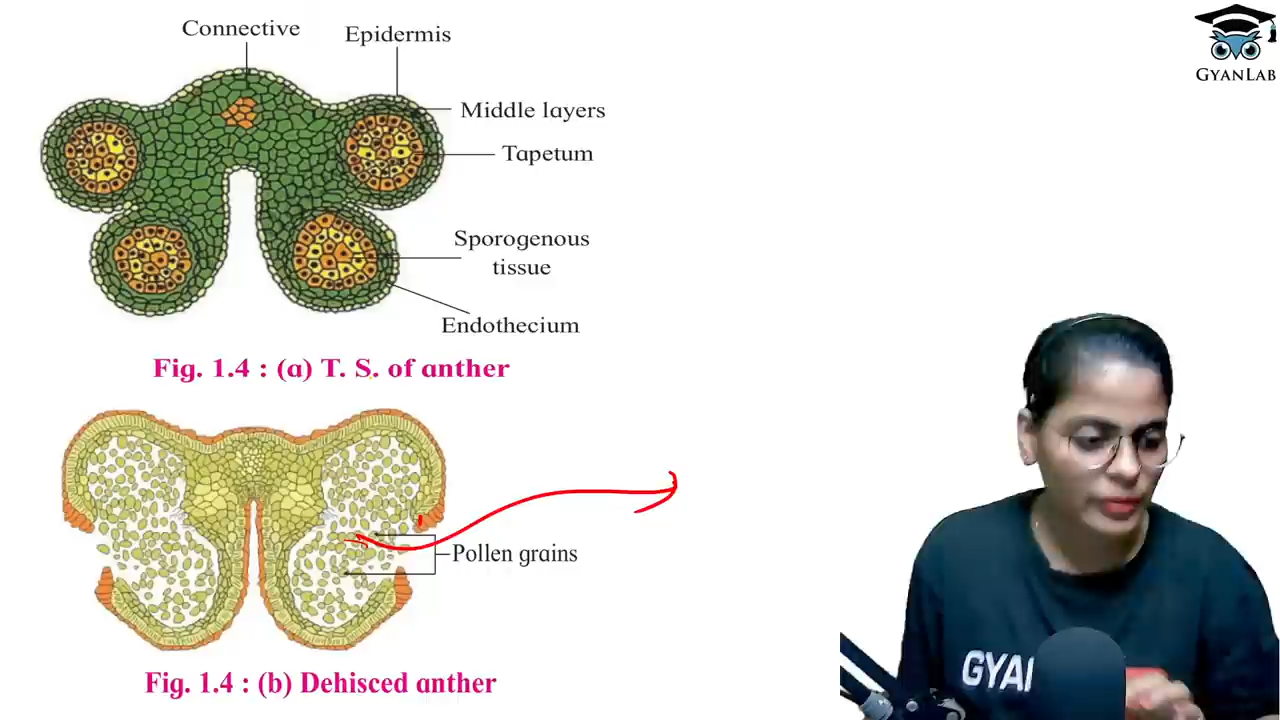 Connective
Epidermis
Middle layers
Tapetum
Sporogenous
tissue
Endothecium
Fig. 1.4 : (a) T. S. of anther
Pollen grains
Fig. 1.4 : (b) Dehisced anther
GYANLAB
GYAN